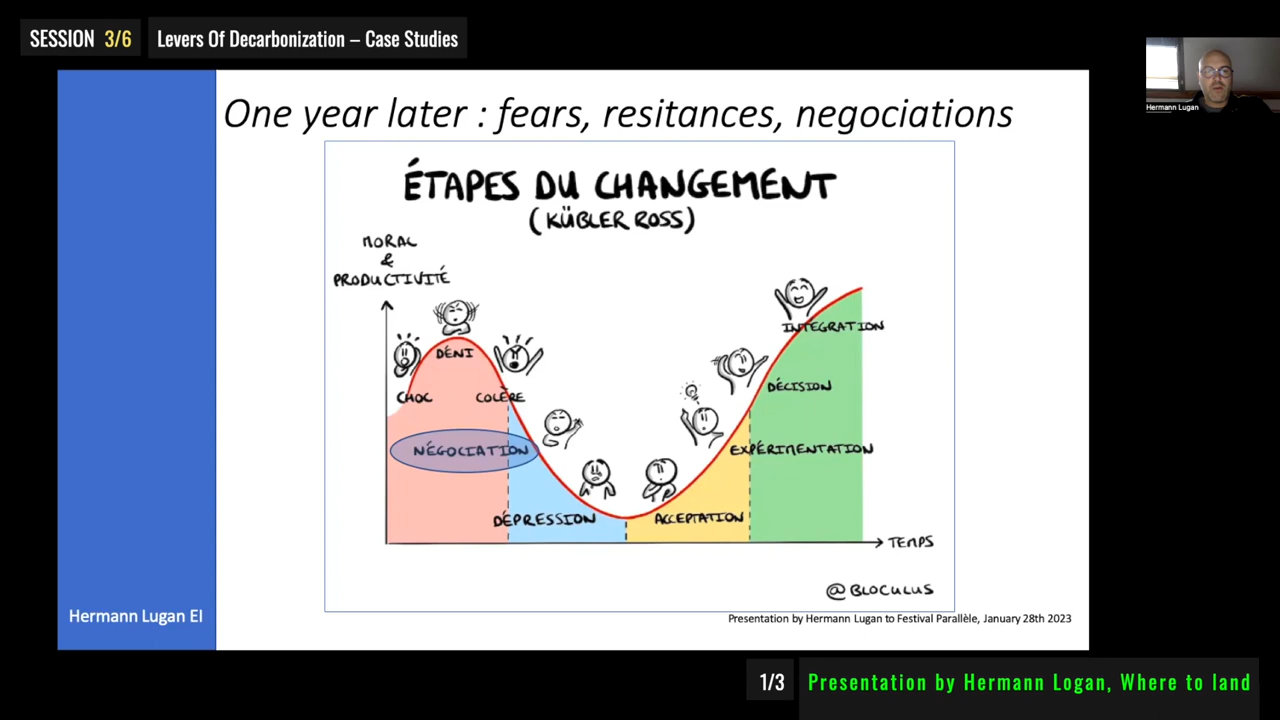 SESSION 3/6
Levers Of Decarbonization – Case Studies
Hermann Lugan
One year later : fears, resitances, negociations
ÉTAPES DU CHANGEMENT
(KÜBLER ROSS)
MORAL
&
PRODUCTIVITÉ
INTEGRATION
DÉNI
DÉCISION
CHOC
COLÈRE
NÉGOCIATION
EXPÉRIMENTATION
DÉPRESSION
ACCEPTATION
TEMPS
@BLOCULUS
Hermann Lugan EI
Presentation by Hermann Lugan to Festival Parallèle, January 28th 2023
1/3
Presentation by Hermann Logan, Where to land